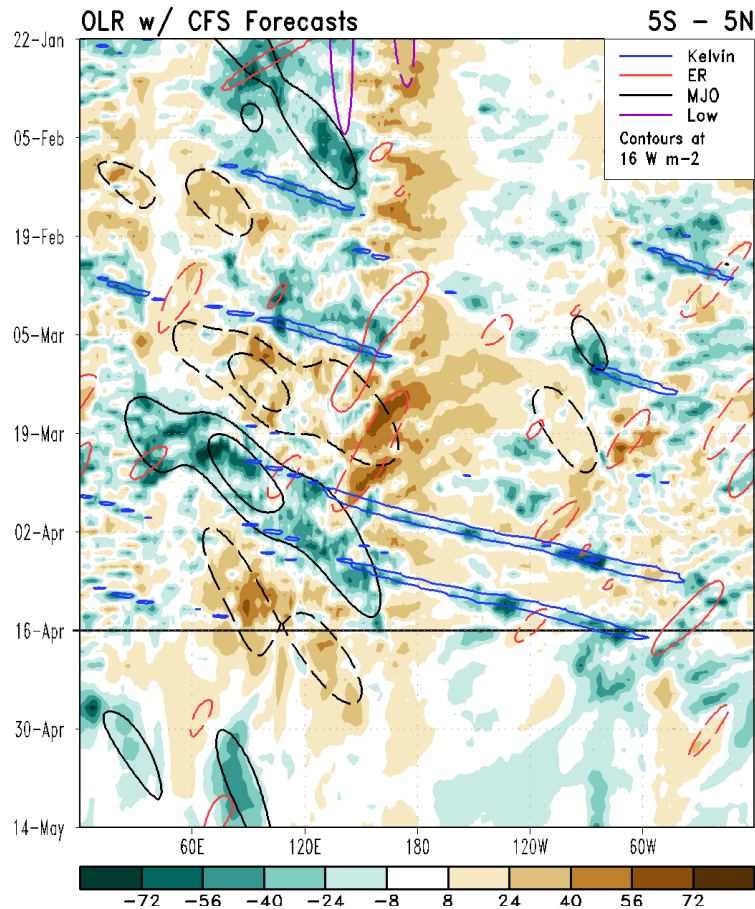 OLR w/ CFS Forecasts 5S - 5N
22-Jan
05-Feb
19-Feb
05-Mar
19-Mar
02-Apr
16-Apr
30-Apr
14-May
Kelvin
ER
MJO
Low
Contours at
16 W m-2
60E 120E 180 120W 60W
-72 -56 -40 -24 -8 8 24 40 56 72